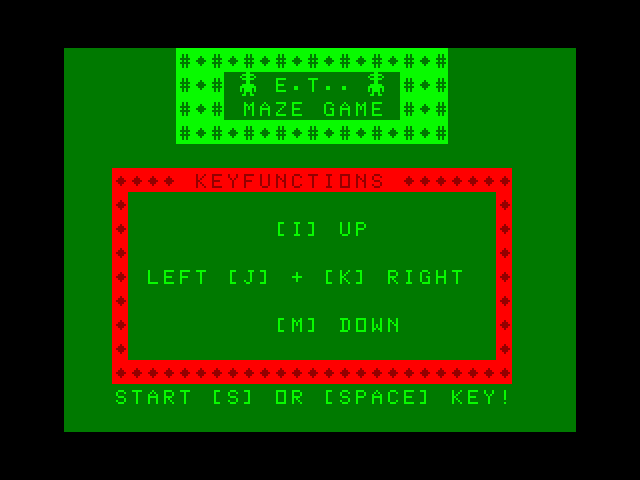 E.T..
MAZE GAME
KEYFUNCTIONS
[I] UP
LEFT [J] + [K] RIGHT
[M] DOWN
START [S] OR [SPACE] KEY!